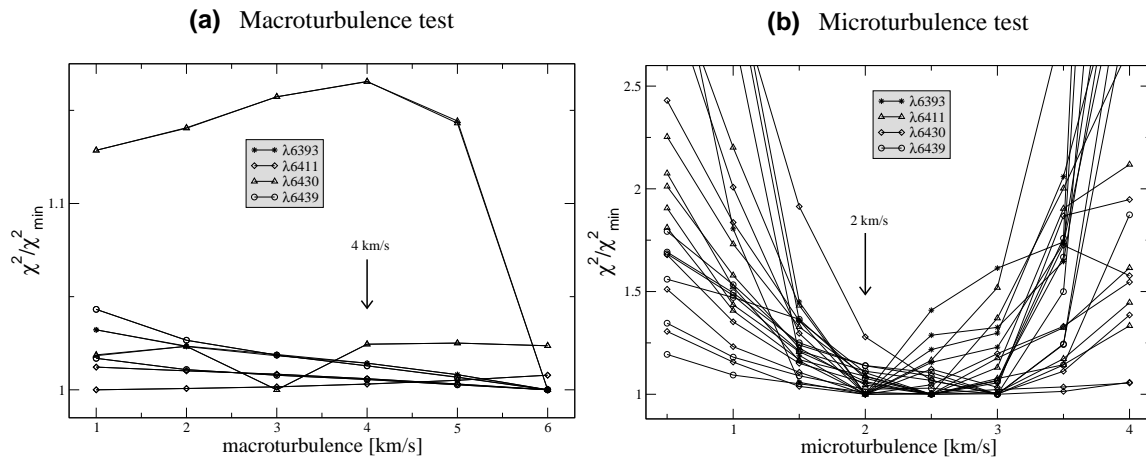 (a) Macroturbulence test
χ²/χ²min
1.1
1
λ6393
λ6411
λ6430
λ6439
4 km/s
1 2 3 4 5 6
macroturbulence [km/s]
(b) Microturbulence test
χ²/χ²min
2.5
2
1.5
1
λ6393
λ6411
λ6430
λ6439
2 km/s
1 2 3 4
microturbulence [km/s]